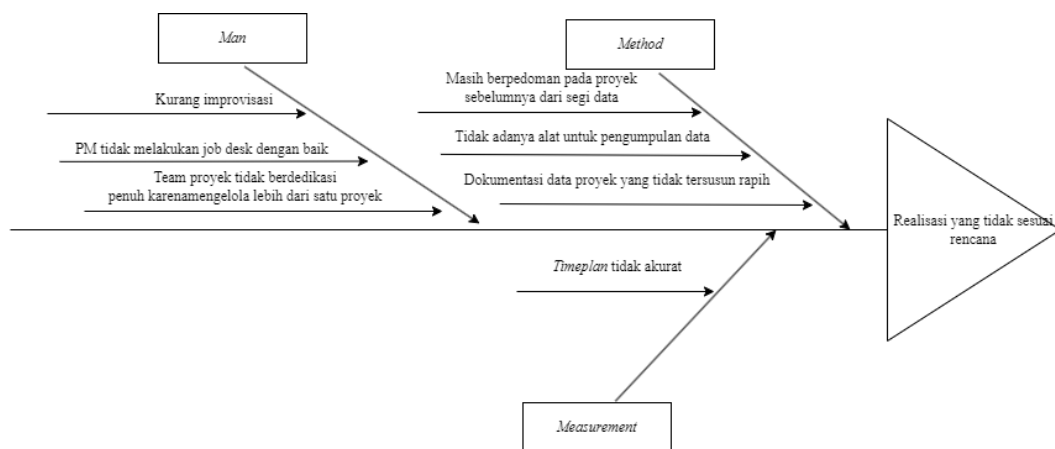 Man
Method
Kurang improvisasi
PM tidak melakukan job desk dengan baik
Team proyek tidak berdedikasi
penuh karenamengelola lebih dari satu proyek
Masih berpedoman pada proyek
sebelumnya dari segi data
Tidak adanya alat untuk pengumpulan data
Dokumentasi data proyek yang tidak tersusun rapih
Realisasi yang tidak sesuai
rencana
Timeplan tidak akurat
Measurement